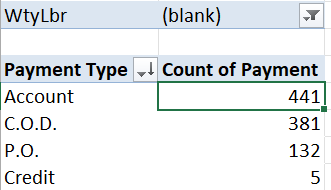 WtyLbr (blank)
Payment Type Count of Payment
Account 441
C.O.D. 381
P.O. 132
Credit 5